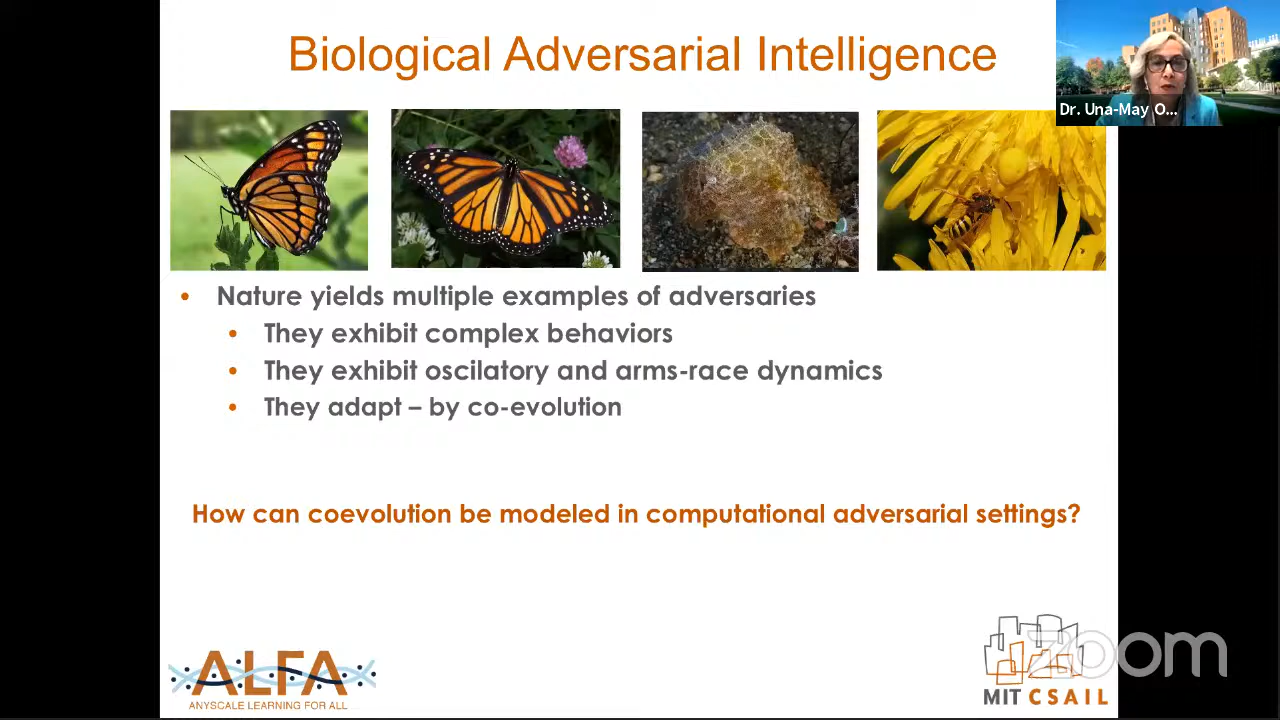 Biological Adversarial Intelligence
Dr. Una-May O...
• Nature yields multiple examples of adversaries
• They exhibit complex behaviors
• They exhibit oscilatory and arms-race dynamics
• They adapt – by co-evolution
How can coevolution be modeled in computational adversarial settings?
ALFA
ANYSCALE LEARNING FOR ALL
zoom
MIT CSAIL